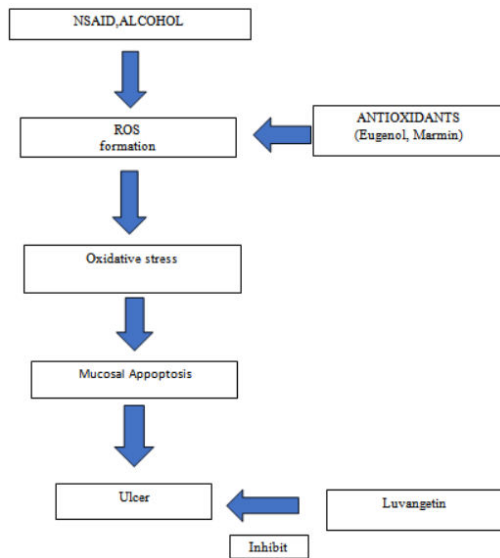 NSAID,ALCOHOL
ROS
formation
ANTIOXIDANTS
(Eugenol, Marmin)
Oxidative stress
Mucosal Appoptosis
Ulcer
Luvangetin
Inhibit